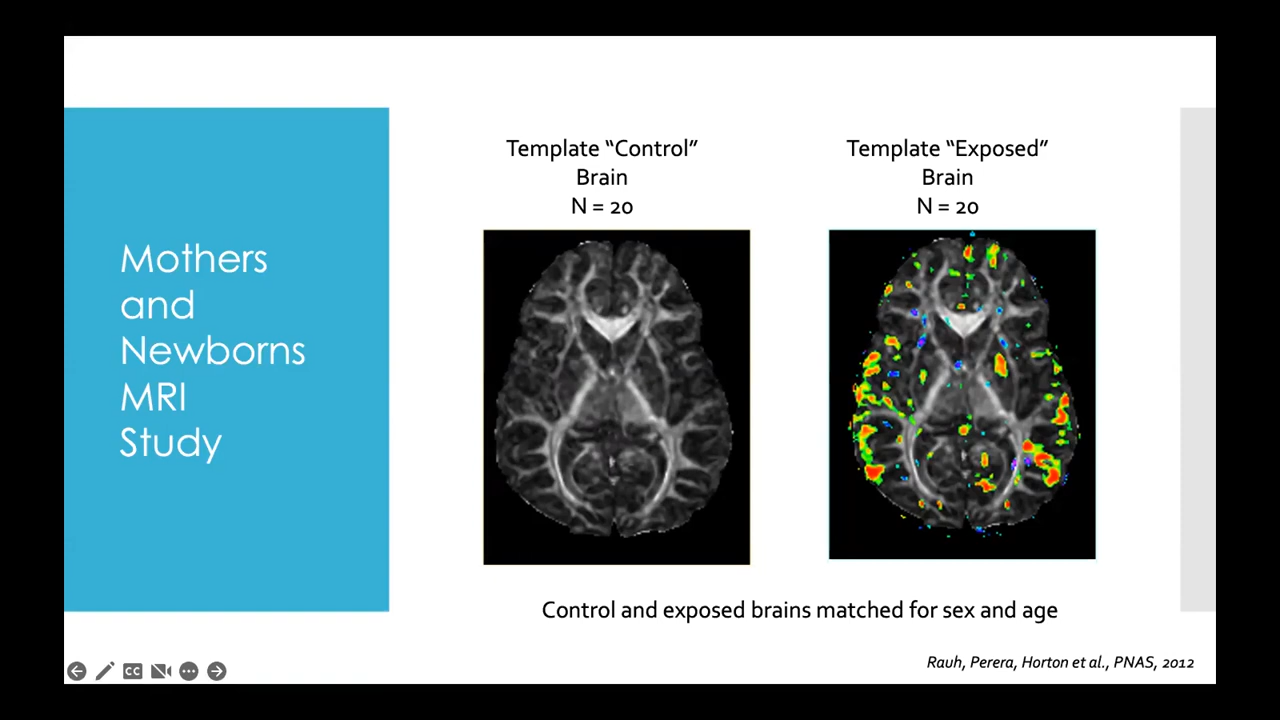 Mothers
and
Newborns
MRI
Study
Template “Control”
Brain
N = 20
Template “Exposed”
Brain
N = 20
Control and exposed brains matched for sex and age
Rauh, Perera, Horton et al., PNAS, 2012
CC